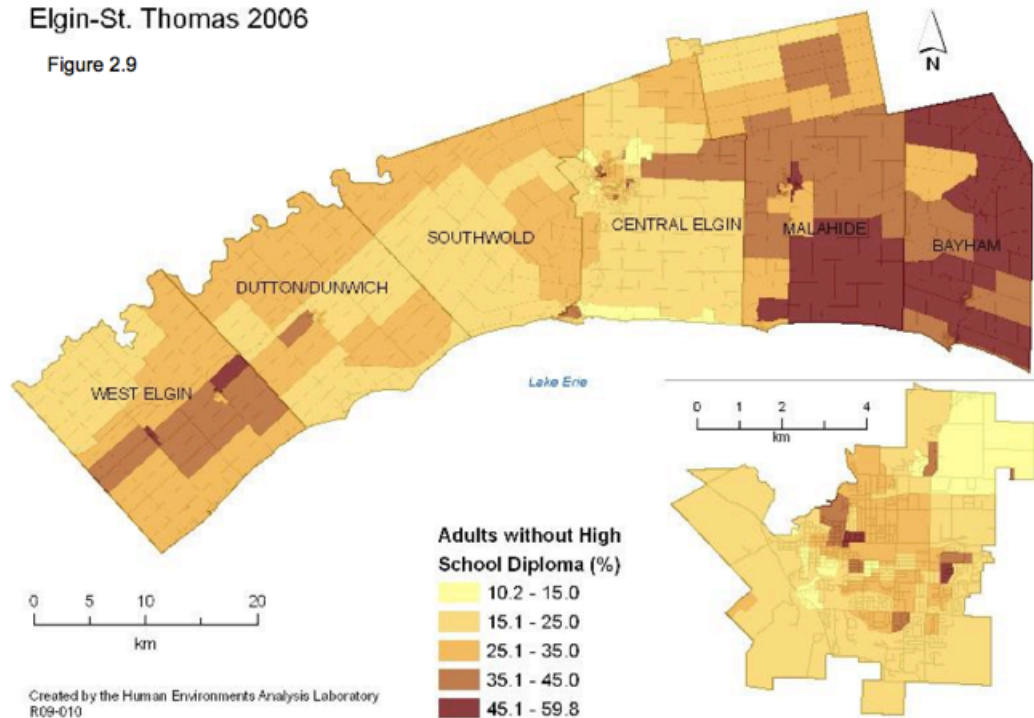 Elgin-St. Thomas 2006
Figure 2.9
N
SOUTHWOLD
CENTRAL ELGIN
MALAHIDE
BAYHAM
DUTTON/DUNWICH
WEST ELGIN
Lake Erie
0 1 2 4
km
Adults without High
School Diploma (%)
10.2 - 15.0
15.1 - 25.0
25.1 - 35.0
35.1 - 45.0
45.1 - 59.8
0 5 10 20
km
Created by the Human Environments Analysis Laboratory
R09-010